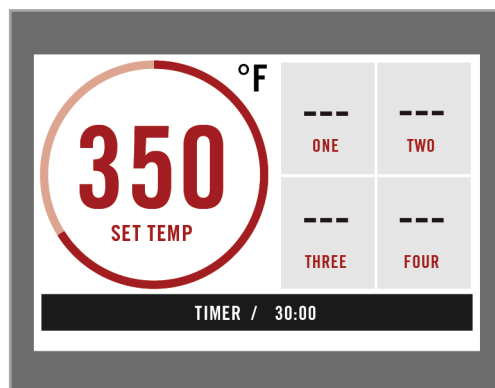 °F
350
SET TEMP
--- ---
ONE TWO
--- ---
THREE FOUR
TIMER / 30:00